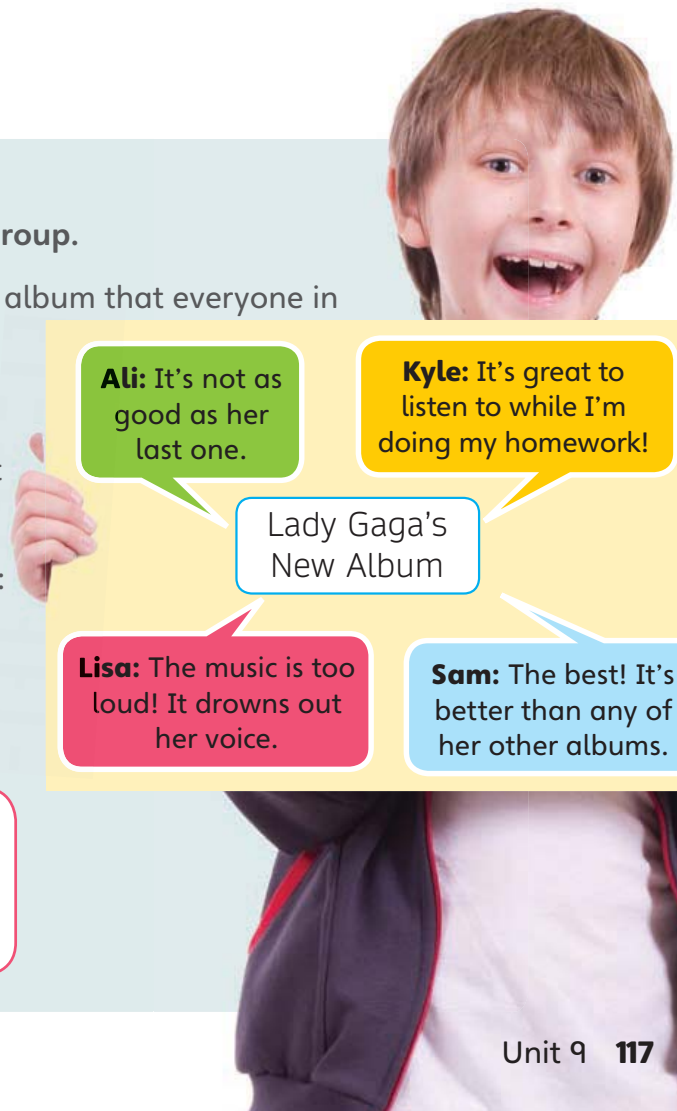 roup.
album that everyone in
Ali: It's not as
good as her
last one.
Kyle: It's great to
listen to while I'm
doing my homework!
Lady Gaga's
New Album
Lisa: The music is too
loud! It drowns out
her voice.
Sam: The best! It's
better than any of
her other albums.
Unit 9 117